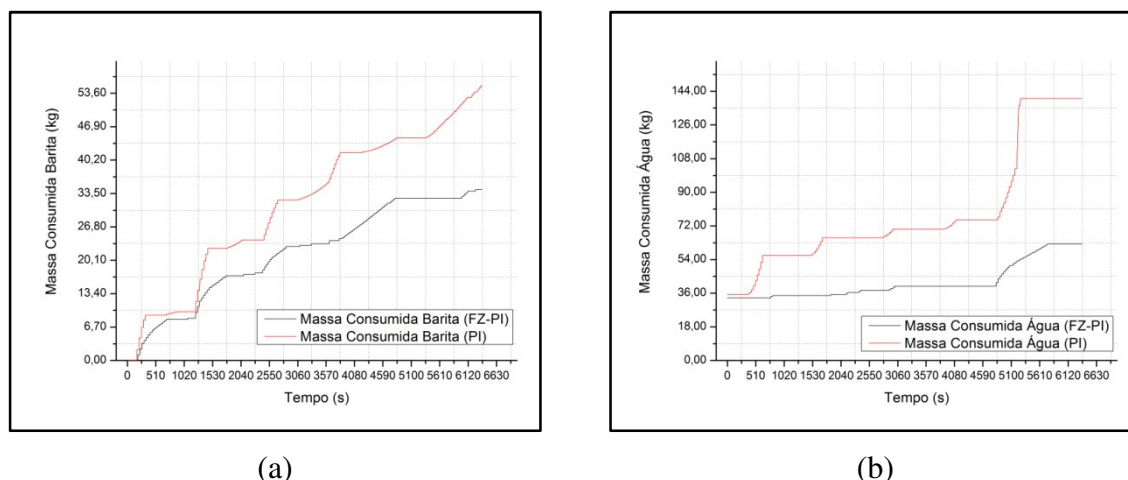 Massa Consumida Barita (kg)
53,60
46,90
40,20
33,50
26,80
20,10
13,40
6,70
0,00
Massa Consumida Barita (FZ-PI)
Massa Consumida Barita (PI)
0 510 1020 1530 2040 2550 3060 3570 4080 4590 5100 5610 6120 6630
Tempo (s)
(a)
Massa Consumida Água (kg)
144,00
126,00
108,00
90,00
72,00
54,00
36,00
18,00
0,00
Massa Consumida Água (FZ-PI)
Massa Consumida Água (PI)
0 510 1020 1530 2040 2550 3060 3570 4080 4590 5100 5610 6120 6630
Tempo (s)
(b)